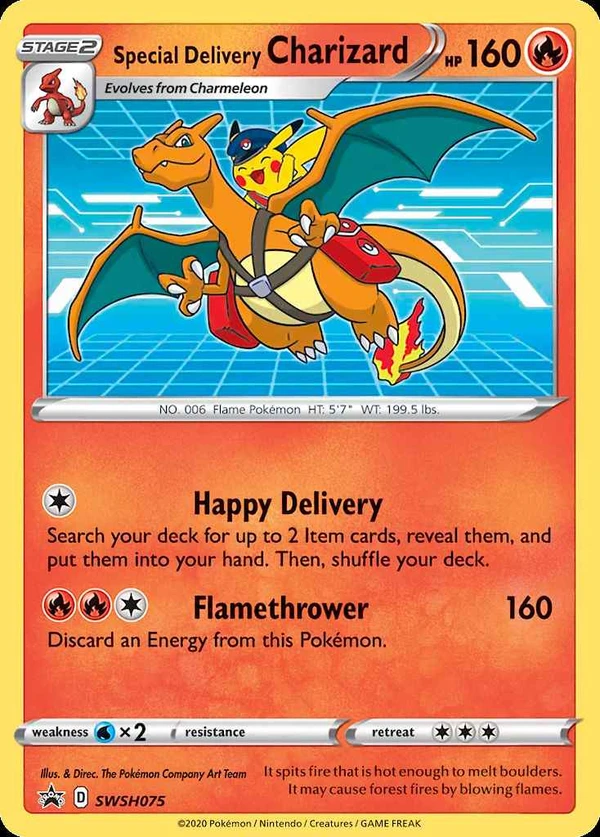 STAGE2
Special Delivery Charizard HP 160
Evolves from Charmeleon
NO. 006 Flame Pokémon HT: 5'7" WT: 199.5 lbs.
Happy Delivery
Search your deck for up to 2 Item cards, reveal them, and
put them into your hand. Then, shuffle your deck.
Flamethrower 160
Discard an Energy from this Pokémon.
weakness ×2 resistance retreat
Illus. & Direc. The Pokémon Company Art Team
It spits fire that is hot enough to melt boulders.
It may cause forest fires by blowing flames.
D SWSH075
©2020 Pokémon / Nintendo / Creatures / GAME FREAK